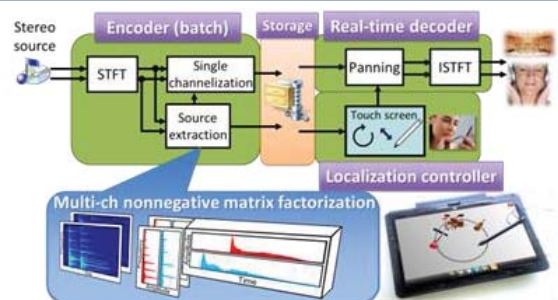 Stereo
source
Encoder (batch)
Storage
Real-time decoder
STFT
Single
channelization
Source
extraction
Panning
ISTFT
Touch screen
Localization controller
Multi-ch nonnegative matrix factorization
Time